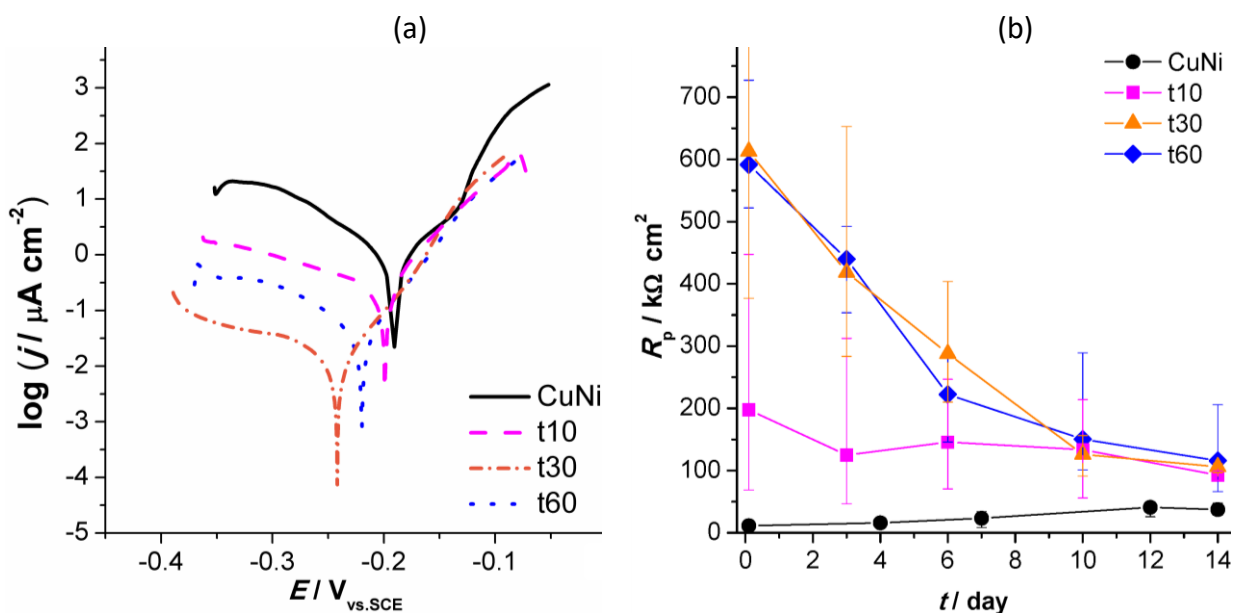 (a)
log (j / μA cm-2)
3
2
1
0
-1
-2
-3
-4
-5
CuNi
t10
t30
t60
-0.4
-0.3
-0.2
-0.1
E / V vs.SCE
(b)
Rp / kΩ cm2
700
600
500
400
300
200
100
0
CuNi
t10
t30
t60
0
2
4
6
8
10
12
14
t / day